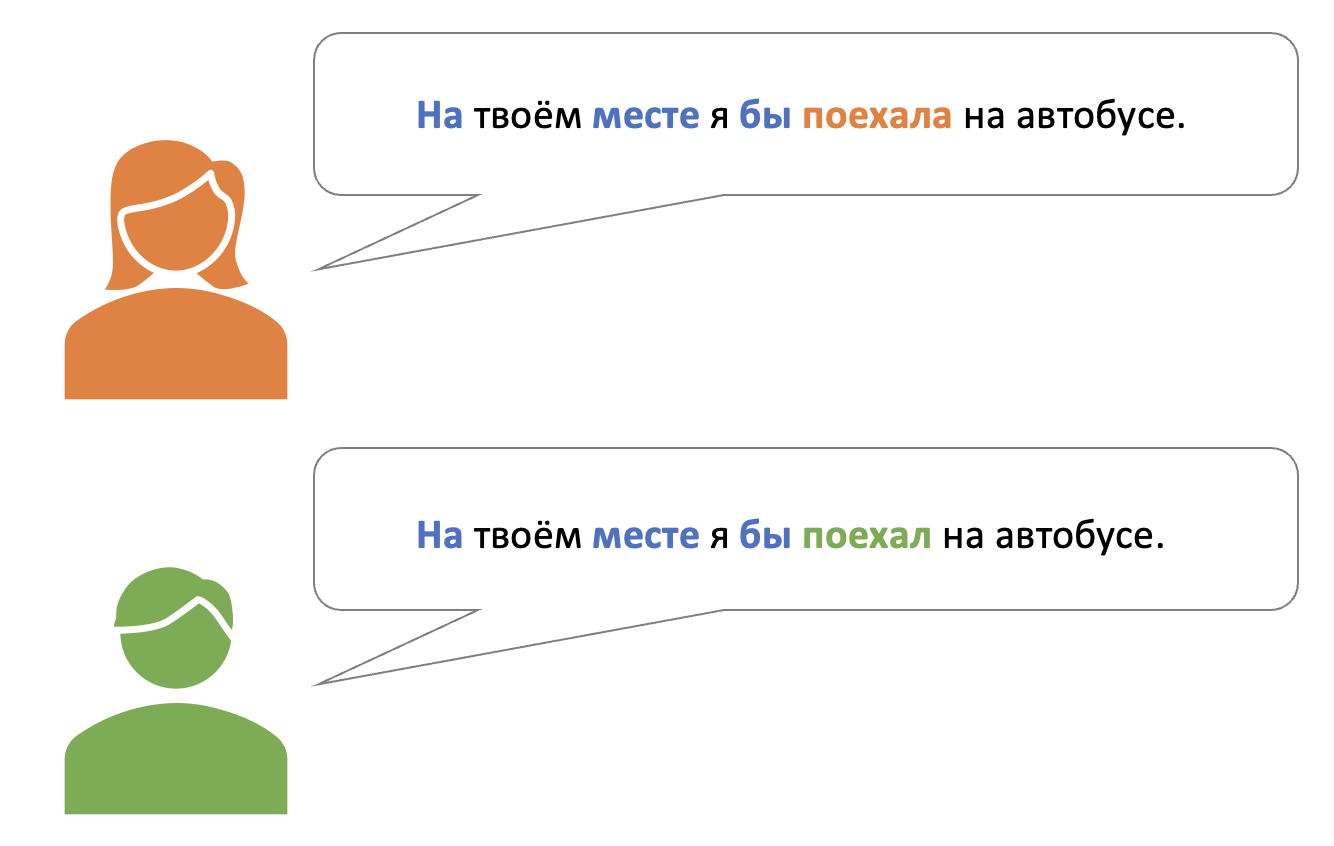 На твоём месте я бы поехала на автобусе.
На твоём месте я бы поехал на автобусе.